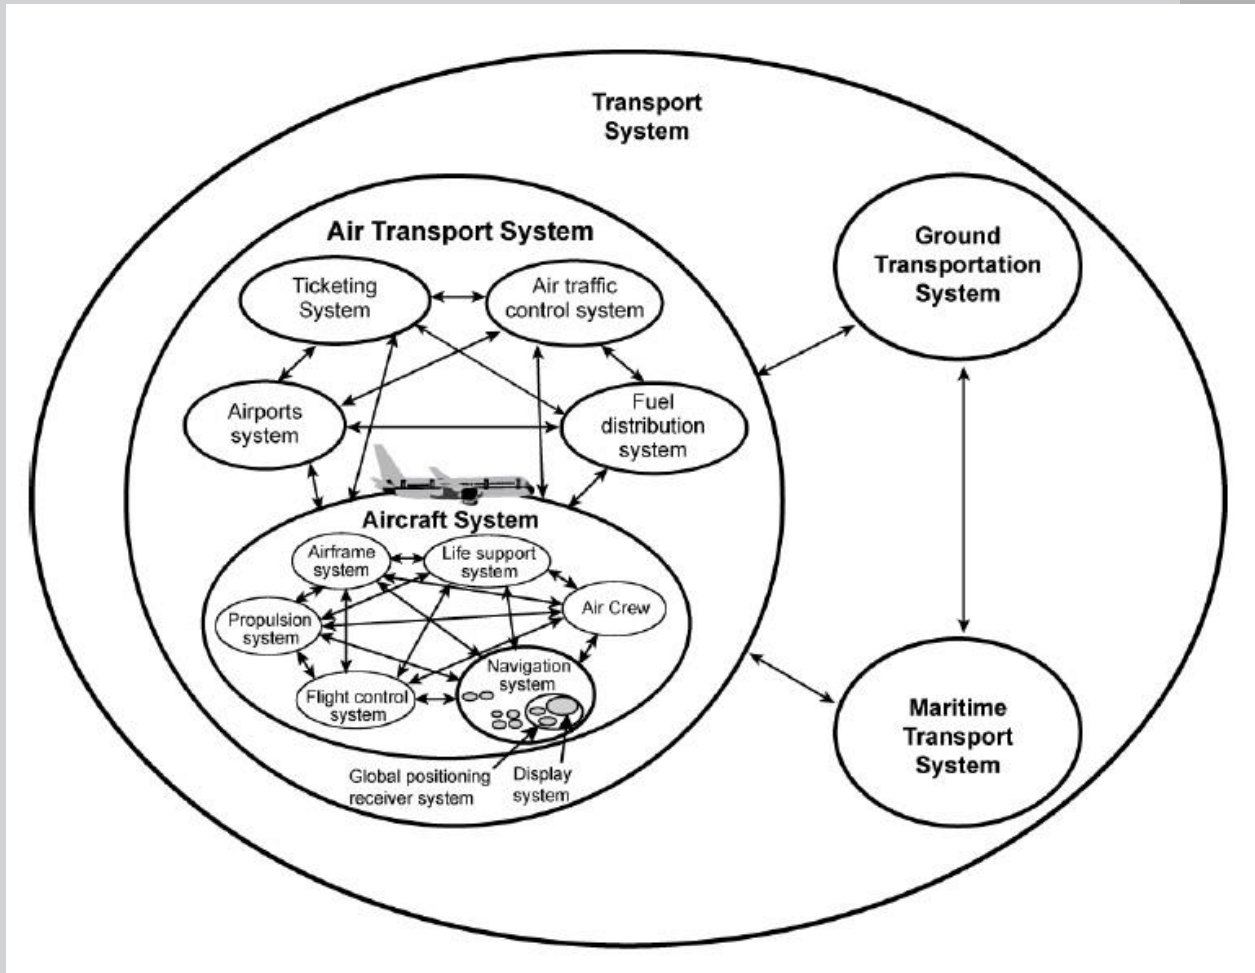 Transport
System
Air Transport System
Ticketing
System
Air traffic
control system
Airports
system
Fuel
distribution
system
Aircraft System
Airframe
system
Life support
system
Air Crew
Propulsion
system
Navigation
system
Flight control
system
Global positioning
receiver system
Display
system
Ground
Transportation
System
Maritime
Transport
System